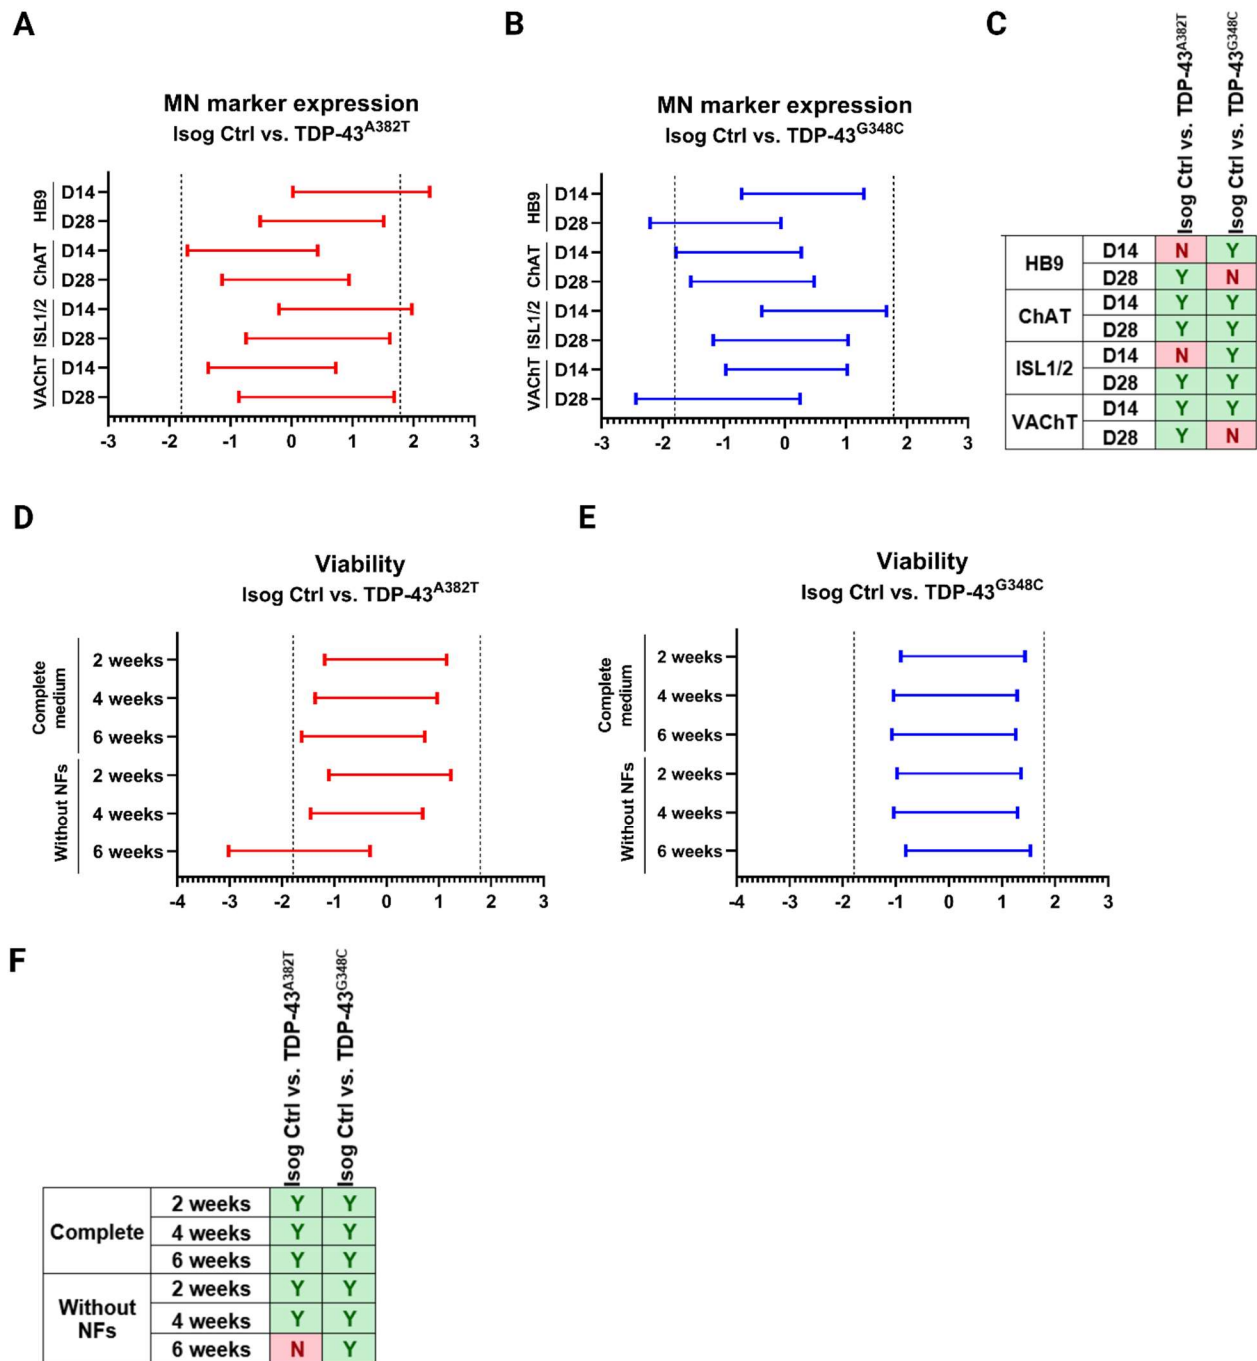 A
MN marker expression
Isog Ctrl vs. TDP-43A382T
HB9
D14
D28
ChAT
D14
D28
ISL1/2
D14
D28
VAChT
D14
D28
-3 -2 -1 0 1 2 3
B
MN marker expression
Isog Ctrl vs. TDP-43G348C
HB9
D14
D28
ChAT
D14
D28
ISL1/2
D14
D28
VAChT
D14
D28
-3 -2 -1 0 1 2 3
C
Isog Ctrl vs. TDP-43A382T
Isog Ctrl vs. TDP-43G348C
HB9 D14 N Y
D28 Y N
ChAT D14 Y Y
D28 Y Y
ISL1/2 D14 N Y
D28 Y Y
VAChT D14 Y Y
D28 Y N
D
Viability
Isog Ctrl vs. TDP-43A382T
Complete
medium
2 weeks
4 weeks
6 weeks
Without NFs
2 weeks
4 weeks
6 weeks
-4 -3 -2 -1 0 1 2 3
E
Viability
Isog Ctrl vs. TDP-43G348C
Complete
medium
2 weeks
4 weeks
6 weeks
Without NFs
2 weeks
4 weeks
6 weeks
-4 -3 -2 -1 0 1 2 3
F
Isog Ctrl vs. TDP-43A382T
Isog Ctrl vs. TDP-43G348C
Complete
2 weeks Y Y
4 weeks Y Y
6 weeks Y Y
Without
NFs
2 weeks Y Y
4 weeks Y Y
6 weeks N Y